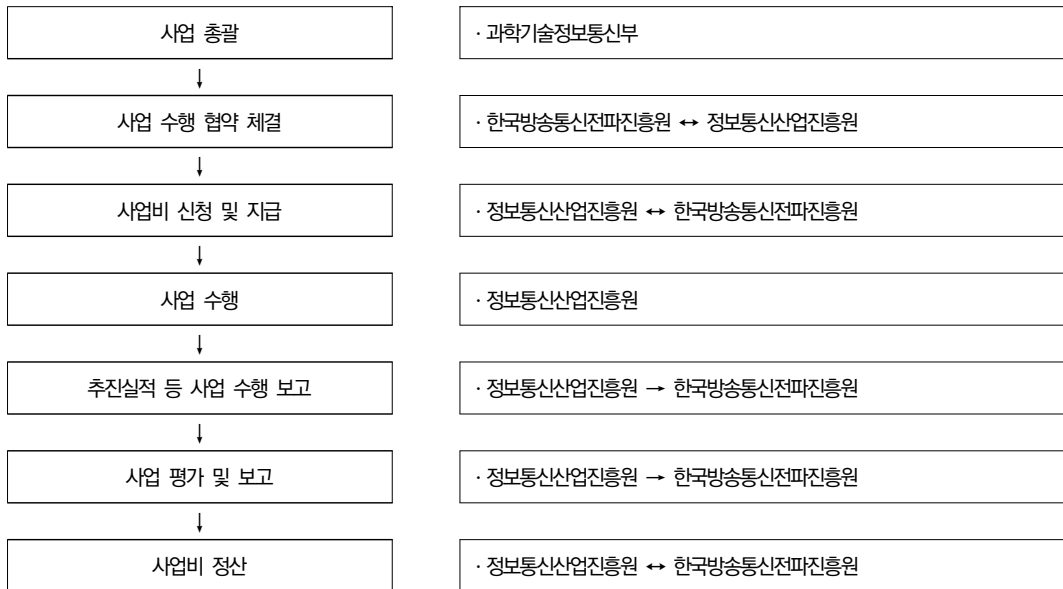 사업 총괄
· 과학기술정보통신부
↓
사업 수행 협약 체결
· 한국방송통신전파진흥원 ↔ 정보통신산업진흥원
↓
사업비 신청 및 지급
· 정보통신산업진흥원 ↔ 한국방송통신전파진흥원
↓
사업 수행
· 정보통신산업진흥원
↓
추진실적 등 사업 수행 보고
· 정보통신산업진흥원 → 한국방송통신전파진흥원
↓
사업 평가 및 보고
· 정보통신산업진흥원 → 한국방송통신전파진흥원
↓
사업비 정산
· 정보통신산업진흥원 ↔ 한국방송통신전파진흥원